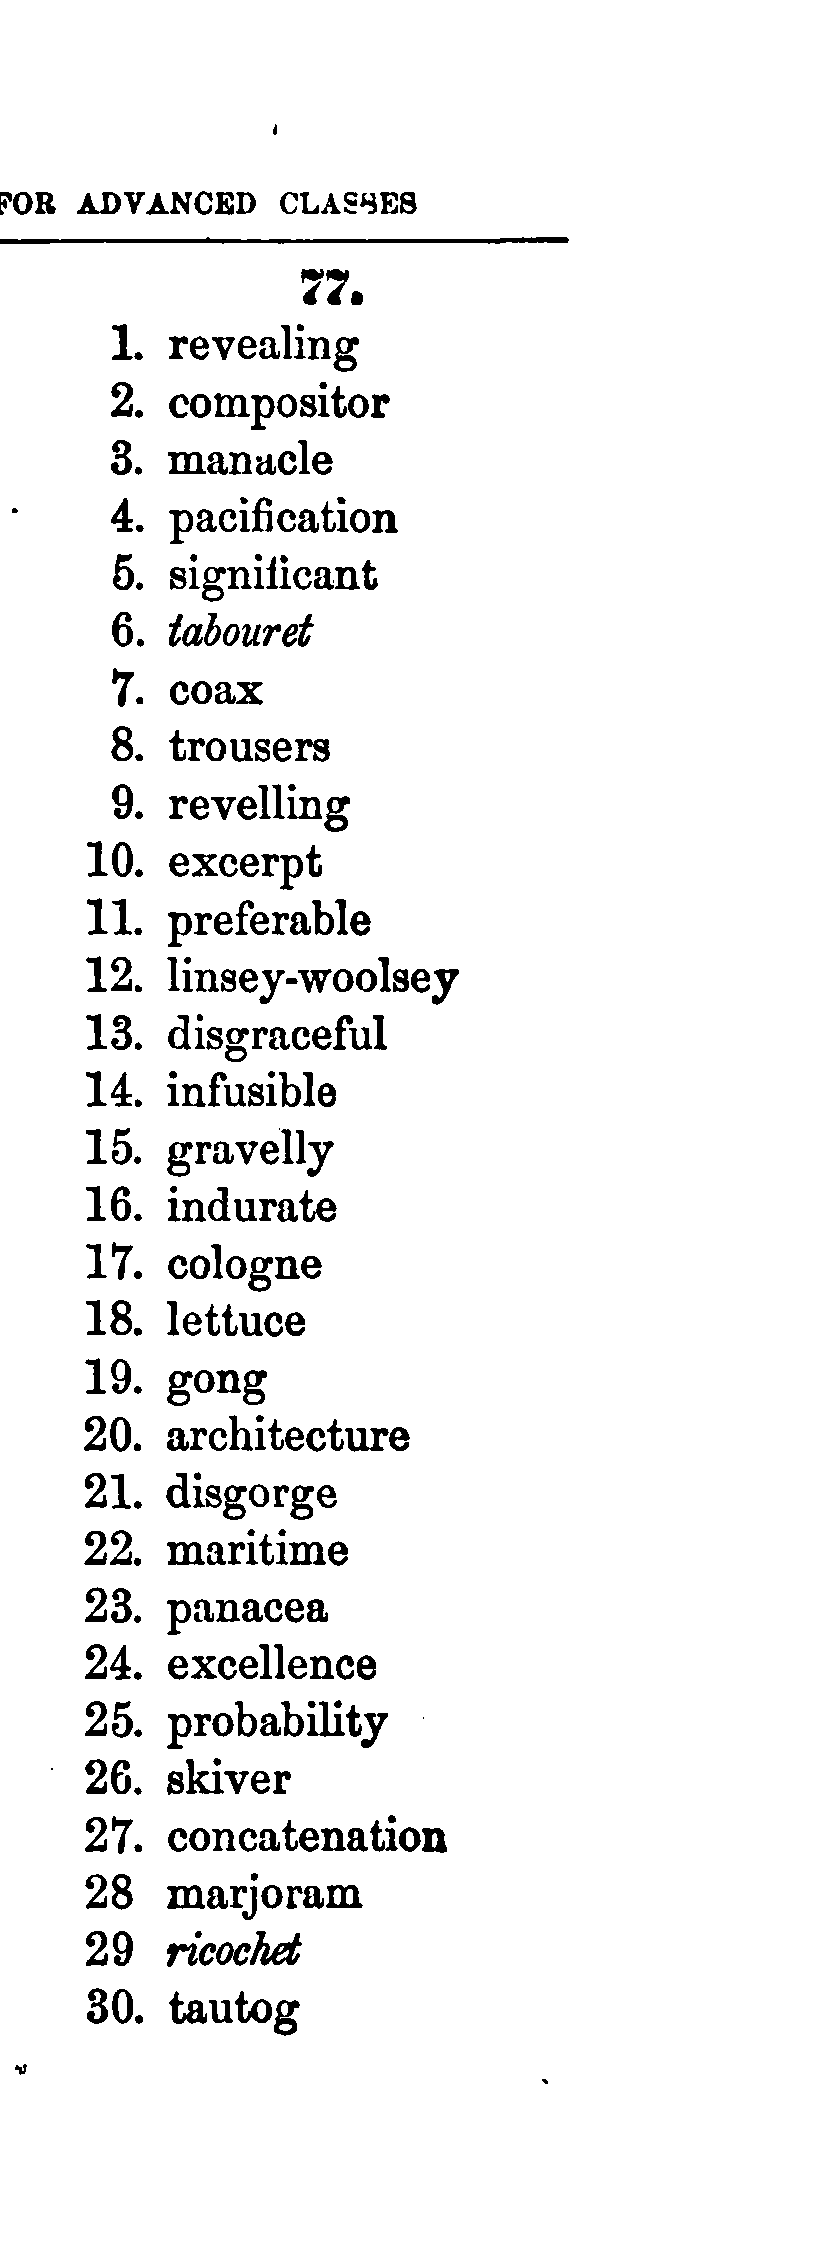 FOR ADVANCED CLASSES
77.
1. revealing
2. compositor
3. manacle
4. pacification
5. significant
6. tabouret
7. coax
8. trousers
9. revelling
10. excerpt
11. preferable
12. linsey-woolsey
13. disgraceful
14. infusible
15. gravelly
16. indurate
17. cologne
18. lettuce
19. gong
20. architecture
21. disgorge
22. maritime
23. panacea
24. excellence
25. probability
26. skiver
27. concatenation
28 marjoram
29 ricochet
30. tautog